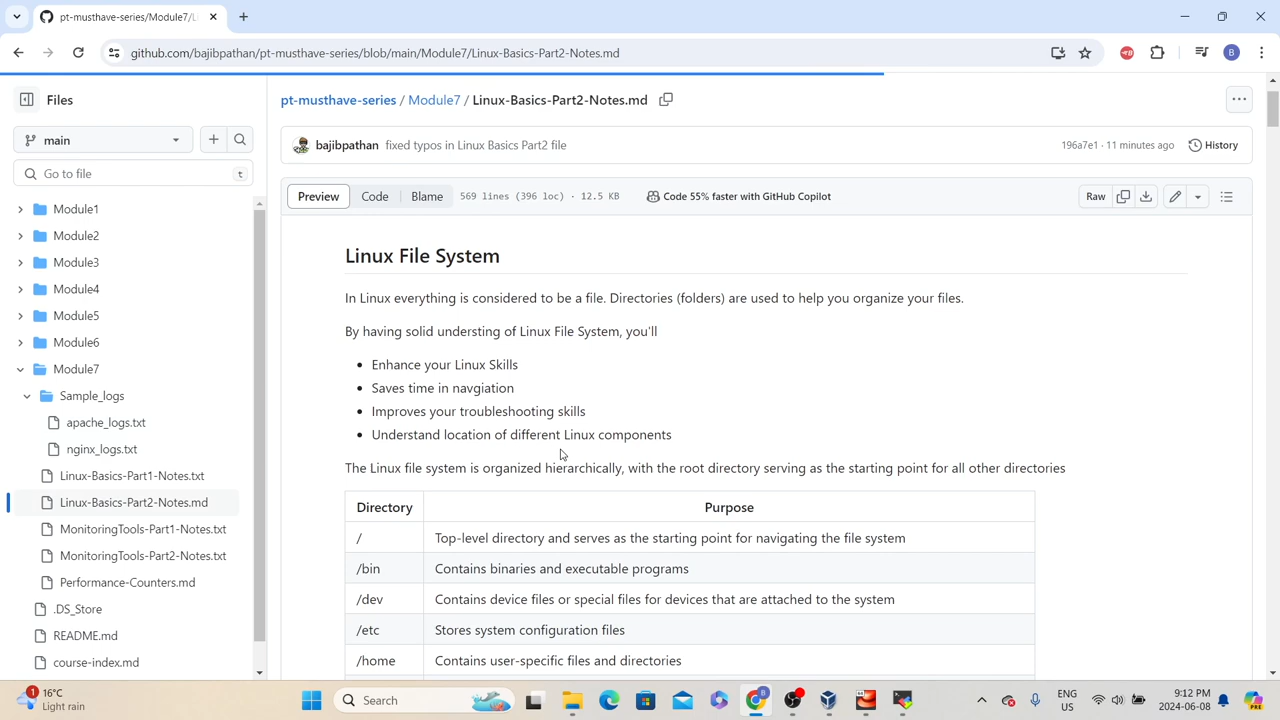 pt-musthave-series/Module7/Li
github.com/bajibpathan/pt-musthave-series/blob/main/Module7/Linux-Basics-Part2-Notes.md
B
Files
pt-musthave-series / Module7 / Linux-Basics-Part2-Notes.md
main
bajibpathan fixed typos in Linux Basics Part2 file
196a7e1 · 11 minutes ago
History
Go to file
t
Preview
Code
Blame
569 lines (396 loc) · 12.5 KB
Code 55% faster with GitHub Copilot
Raw
Module1
Module2
Module3
Module4
Module5
Module6
Module7
Sample_logs
apache_logs.txt
nginx_logs.txt
Linux-Basics-Part1-Notes.txt
Linux-Basics-Part2-Notes.md
MonitoringTools-Part1-Notes.txt
MonitoringTools-Part2-Notes.txt
Performance-Counters.md
.DS_Store
README.md
course-index.md
Linux File System
In Linux everything is considered to be a file. Directories (folders) are used to help you organize your files.
By having solid understing of Linux File System, you'll
Enhance your Linux Skills
Saves time in navgiation
Improves your troubleshooting skills
Understand location of different Linux components
The Linux file system is organized hierarchically, with the root directory serving as the starting point for all other directories
Directory Purpose
/ Top-level directory and serves as the starting point for navigating the file system
/bin Contains binaries and executable programs
/dev Contains device files or special files for devices that are attached to the system
/etc Stores system configuration files
/home Contains user-specific files and directories
1
16°C
Light rain
Search
B
ENG
US
9:12 PM
2024-06-08
PRE